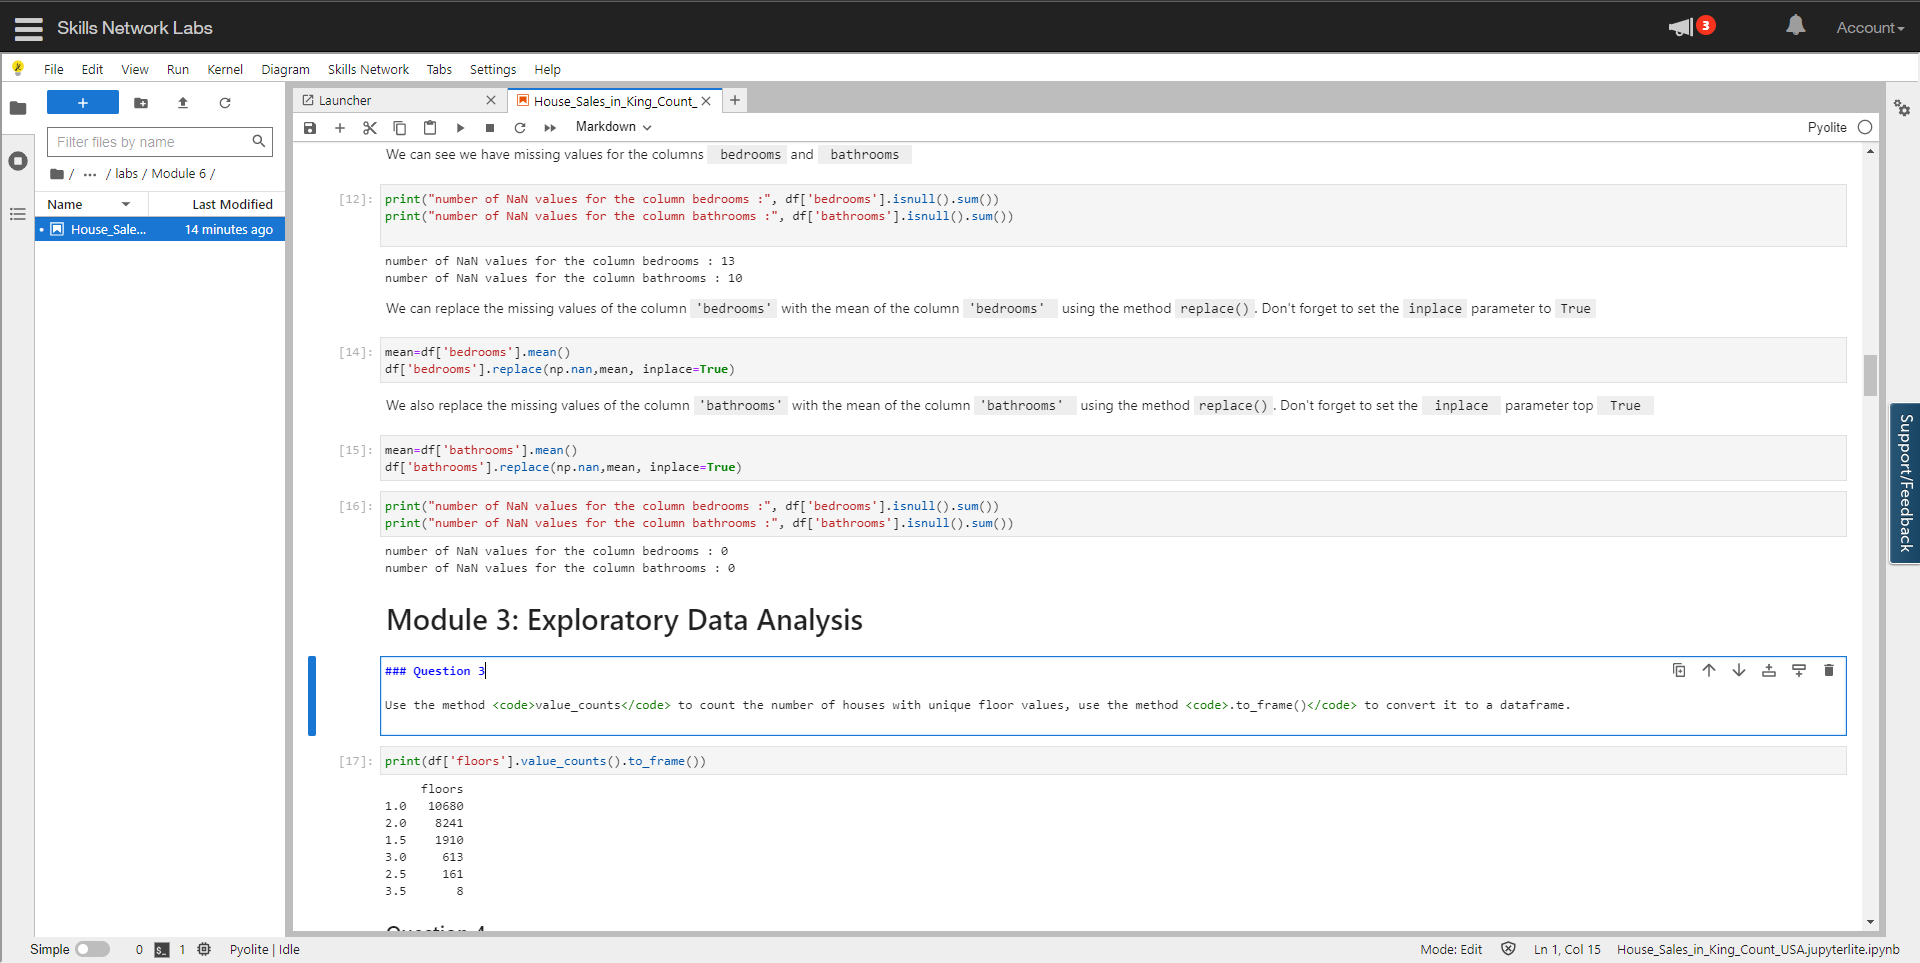 Skills Network Labs
3
Account
File Edit View Run Kernel Diagram Skills Network Tabs Settings Help
+
Filter files by name
/ ... / labs / Module 6 /
Name Last Modified
House_Sale... 14 minutes ago
Launcher
House_Sales_in_King_Count_
Markdown
Pyolite
We can see we have missing values for the columns bedrooms and bathrooms
[12]: print("number of NaN values for the column bedrooms :", df['bedrooms'].isnull().sum())
print("number of NaN values for the column bathrooms :", df['bathrooms'].isnull().sum())
number of NaN values for the column bedrooms : 13
number of NaN values for the column bathrooms : 10
We can replace the missing values of the column 'bedrooms' with the mean of the column 'bedrooms' using the method replace(). Don't forget to set the inplace parameter to True
[14]: mean=df['bedrooms'].mean()
df['bedrooms'].replace(np.nan,mean, inplace=True)
We also replace the missing values of the column 'bathrooms' with the mean of the column 'bathrooms' using the method replace(). Don't forget to set the inplace parameter top True
[15]: mean=df['bathrooms'].mean()
df['bathrooms'].replace(np.nan,mean, inplace=True)
[16]: print("number of NaN values for the column bedrooms :", df['bedrooms'].isnull().sum())
print("number of NaN values for the column bathrooms :", df['bathrooms'].isnull().sum())
number of NaN values for the column bedrooms : 0
number of NaN values for the column bathrooms : 0
Module 3: Exploratory Data Analysis
### Question 3
Use the method <code>value_counts</code> to count the number of houses with unique floor values, use the method <code>.to_frame()</code> to convert it to a dataframe.
[17]: print(df['floors'].value_counts().to_frame())
floors
1.0 10680
2.0 8241
1.5 1910
3.0 613
2.5 161
3.5 8
Question 4
Support/Feedback
Simple 0 1 Pyolite | Idle
Mode: Edit Ln 1, Col 15 House_Sales_in_King_Count_USA.jupyterlite.ipynb